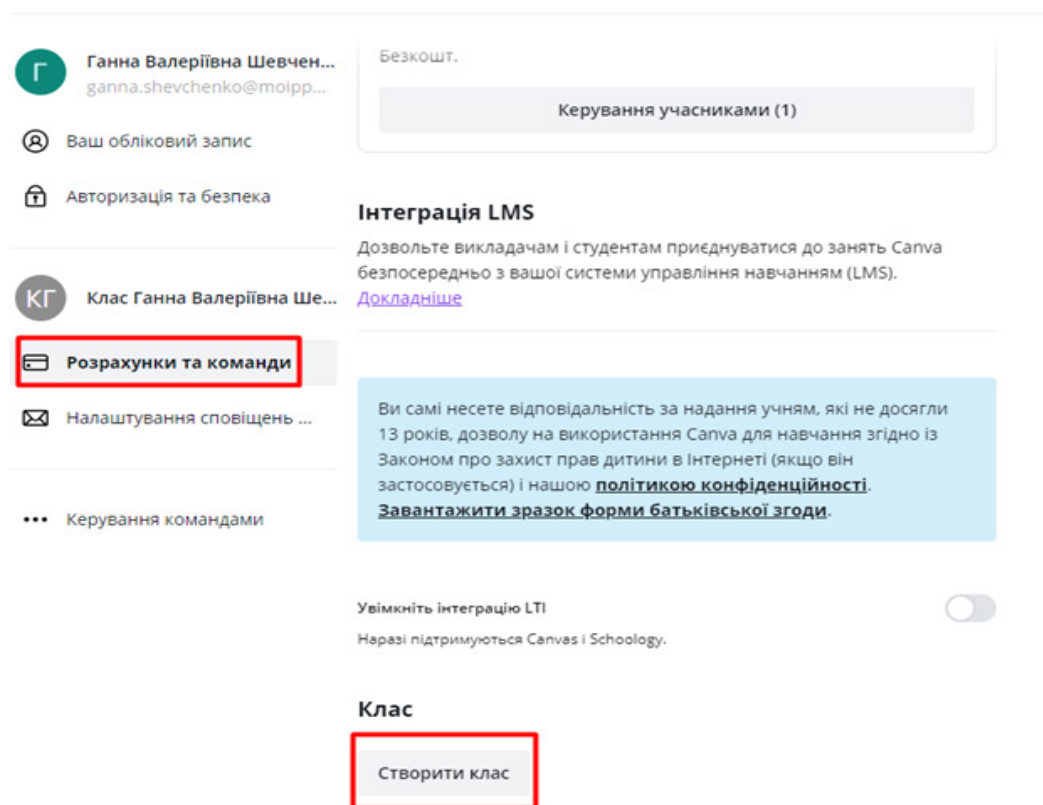 Г
Ганна Валеріївна Шевчен...
ganna.shevchenko@moipp...
Ваш обліковий запис
Авторизація та безпека
КГ
Клас Ганна Валеріївна Ше...
Розрахунки та команди
Налаштування сповіщень ...
Керування командами
Безкошт.
Керування учасниками (1)
Інтеграція LMS
Дозвольте викладачам і студентам приєднуватися до занять Canva
безпосередньо з вашої системи управління навчанням (LMS).
Докладніше
Ви самі несете відповідальність за надання учням, які не досягли
13 років, дозволу на використання Canva для навчання згідно із
Законом про захист прав дитини в Інтернеті (якщо він
застосовується) і нашою політикою конфіденційності.
Завантажити зразок форми батьківської згоди.
Увімкніть інтеграцію LTI
Наразі підтримуються Canvas і Schoology.
Клас
Створити клас